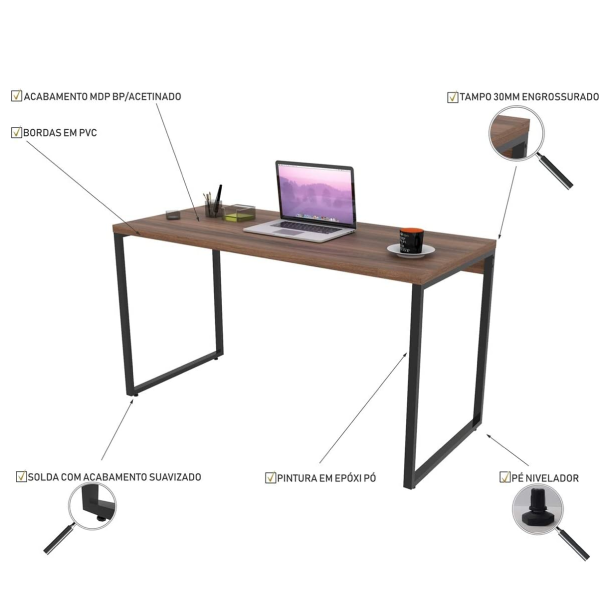 ACABAMENTO MDP BP/ACETINADO
TAMPO 30MM ENGROSSURADO
BORDAS EM PVC
SOLDA COM ACABAMENTO SUAVIZADO
PINTURA EM EPÓXI PÓ
PÉ NIVELADOR